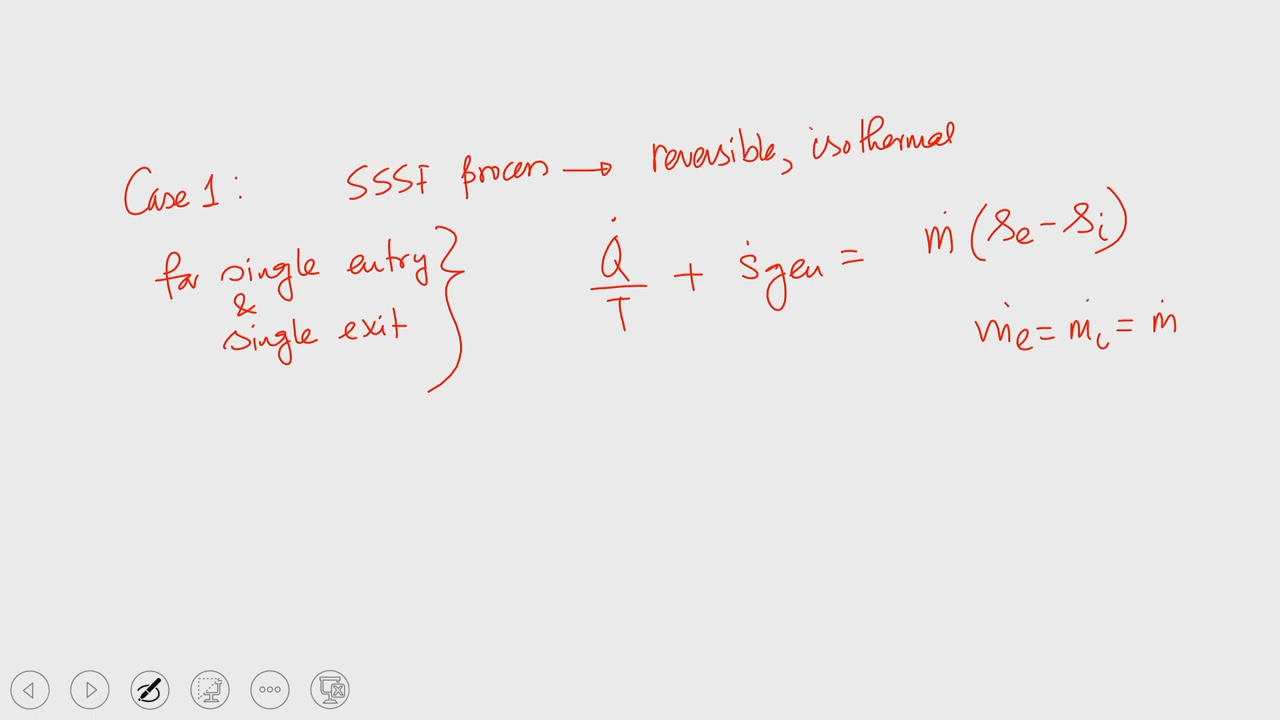 Case 1: SSSF process → reversible, isothermal
for single entry
&
single exit
Q̇/T + ṡgen = ṁ(se - si)
ṁe = ṁi = ṁ